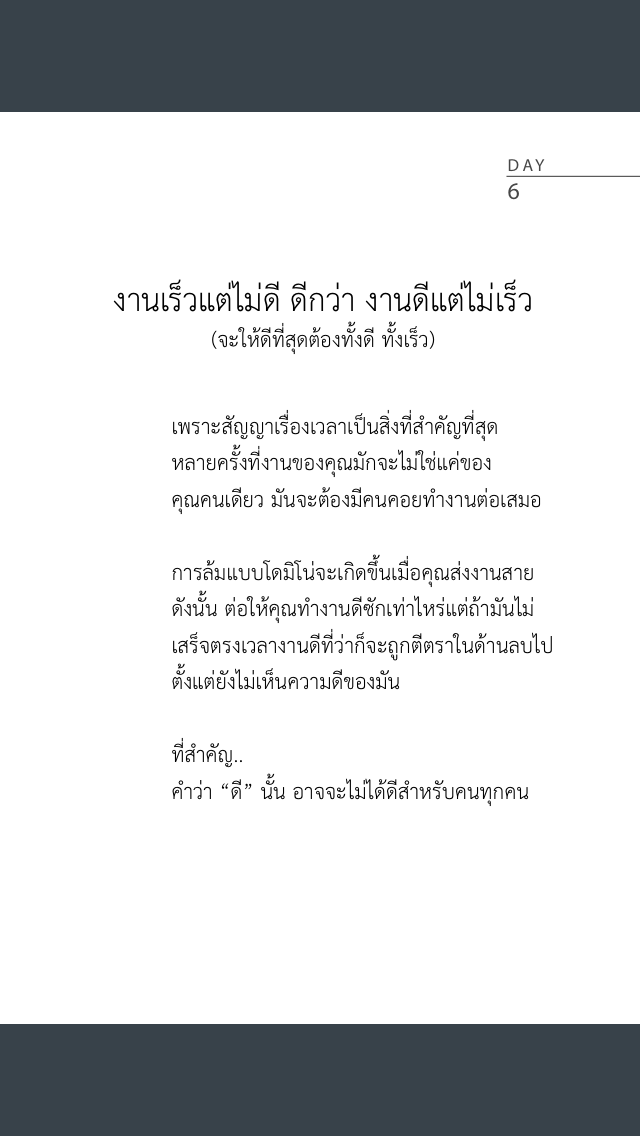 DAY
6
งานเร็วแต่ไม่ดี ดีกว่า งานดีแต่ไม่เร็ว
(จะให้ดีที่สุดต้องทั้งดี ทั้งเร็ว)
เพราะสัญญาเรื่องเวลาเป็นสิ่งที่สำคัญที่สุด
หลายครั้งที่งานของคุณมักจะไม่ใช่แค่ของ
คุณคนเดียว มันจะต้องมีคนคอยทำงานต่อเสมอ
การล้มแบบโดมิโน่จะเกิดขึ้นเมื่อคุณส่งงานสาย
ดังนั้น ต่อให้คุณทำงานดีซักเท่าไหร่แต่ถ้ามันไม่
เสร็จตรงเวลางานดีที่ว่าก็จะถูกตีตราในด้านลบไป
ตั้งแต่ยังไม่เห็นความดีของมัน
ที่สำคัญ..
คำว่า “ดี” นั้น อาจจะไม่ได้ดีสำหรับคนทุกคน